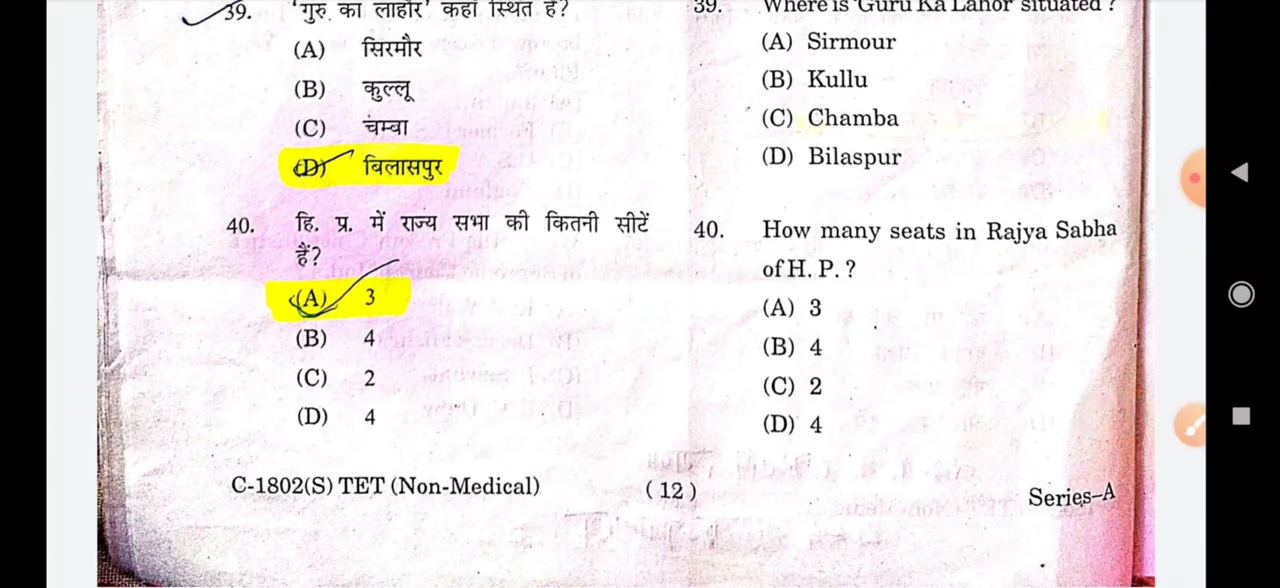 39. 'गुरु का लाहौर' कहाँ स्थित है?
(A) सिरमौर
(B) कुल्लू
(C) चम्बा
(D) बिलासपुर
40. हि. प्र. में राज्य सभा की कितनी सीटें
हैं?
(A) 3
(B) 4
(C) 2
(D) 4
39. Where is 'Guru Ka Lahor' situated ?
(A) Sirmour
(B) Kullu
(C) Chamba
(D) Bilaspur
40. How many seats in Rajya Sabha
of H. P. ?
(A) 3
(B) 4
(C) 2
(D) 4
C-1802(S) TET (Non-Medical)
( 12 )
Series-A